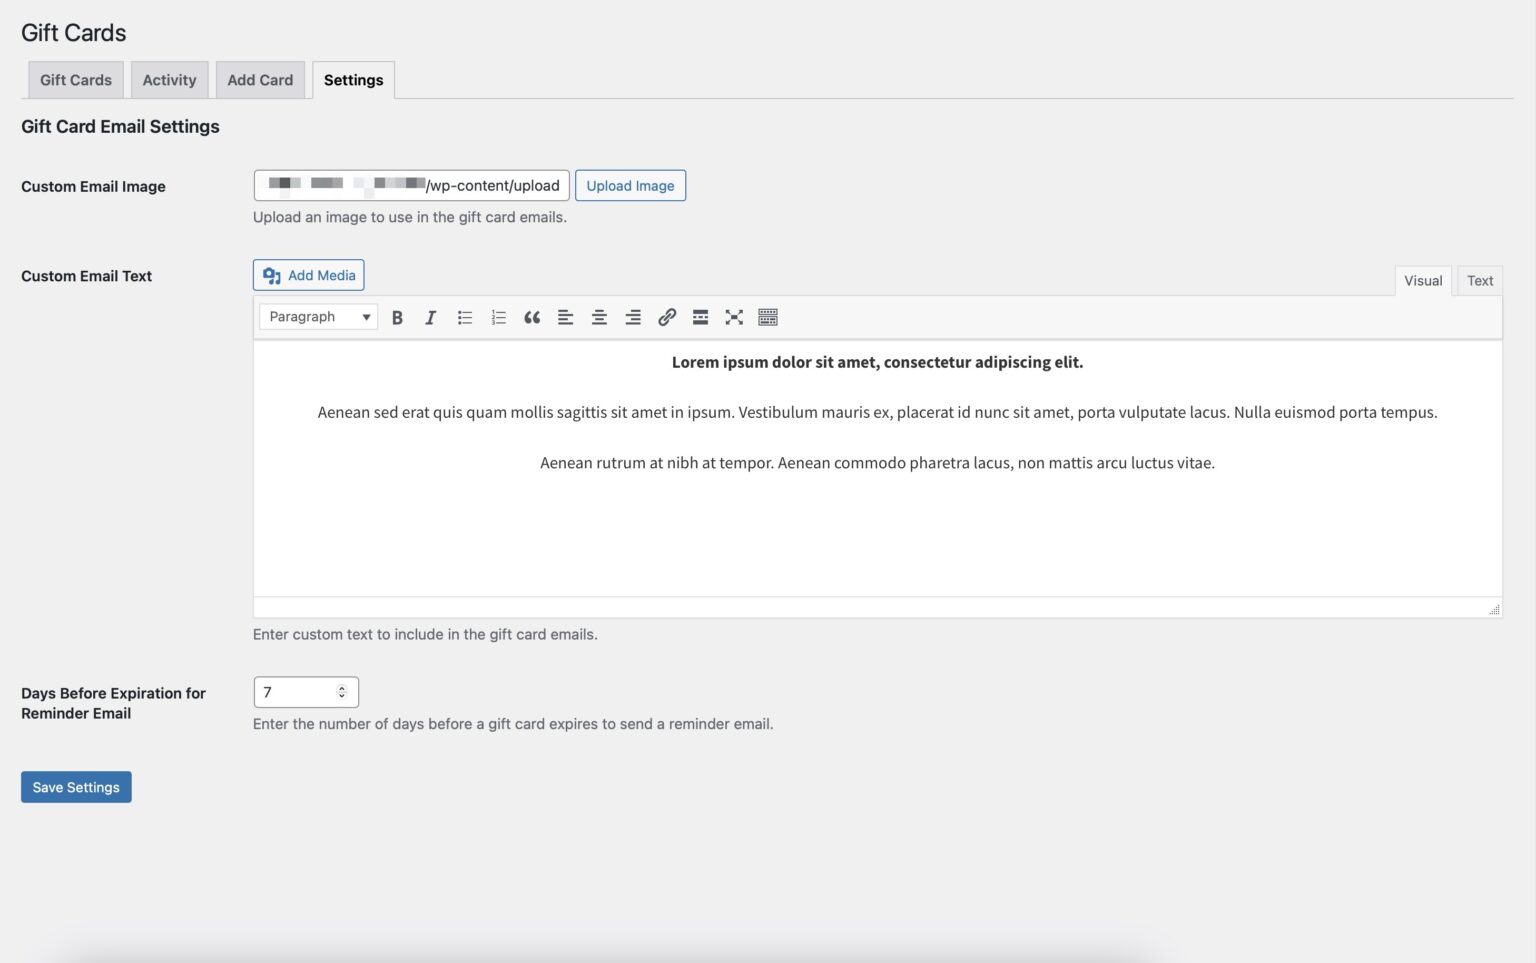 Gift Cards
Gift Cards Activity Add Card Settings
Gift Card Email Settings
Custom Email Image /wp-content/upload Upload Image
Upload an image to use in the gift card emails.
Custom Email Text Add Media Visual Text
Paragraph
Lorem ipsum dolor sit amet, consectetur adipiscing elit.
Aenean sed erat quis quam mollis sagittis sit amet in ipsum. Vestibulum mauris ex, placerat id nunc sit amet, porta vulputate lacus. Nulla euismod porta tempus.
Aenean rutrum at nibh at tempor. Aenean commodo pharetra lacus, non mattis arcu luctus vitae.
Enter custom text to include in the gift card emails.
Days Before Expiration for
Reminder Email
7
Enter the number of days before a gift card expires to send a reminder email.
Save Settings